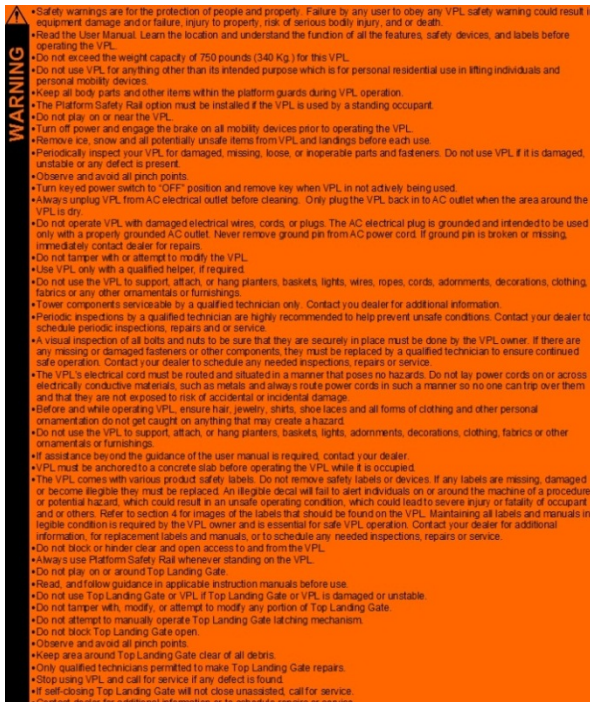 WARNING
•Safety warnings are for the protection of people and property. Failure by any user to obey any VPL safety warning could result in
equipment damage and or failure, injury to property, risk of serious bodily injury, and or death.
•Read the User Manual. Learn the location and understand the function of all the features, safety devices, and labels before
operating the VPL.
•Do not exceed the weight capacity of 750 pounds (340 Kg.) for this VPL.
•Do not use VPL for anything other than its intended purpose which is for personal residential use in lifting individuals and
personal mobility devices.
•Keep all body parts and other items within the platform guards during VPL operation.
•The Platform Safety Rail option must be installed if the VPL is used by a standing occupant.
•Do not play on or near the VPL.
•Turn off power and engage the brake on all mobility devices prior to operating the VPL.
•Remove ice, snow and all potentially unsafe items from VPL and landings before each use.
•Periodically inspect your VPL for damaged, missing, loose, or inoperable parts and fasteners. Do not use VPL if it is damaged,
unstable or any defect is present.
•Observe and avoid all pinch points.
•Turn keyed power switch to "OFF" position and remove key when VPL in not actively being used.
•Always unplug VPL from AC electrical outlet before cleaning. Only plug the VPL back in to AC outlet when the area around the
VPL is dry.
•Do not operate VPL with damaged electrical wires, cords, or plugs. The AC electrical plug is grounded and intended to be used
only with a properly grounded AC outlet. Never remove ground pin from AC power cord. If ground pin is broken or missing,
immediately contact dealer for repairs.
•Do not tamper with or attempt to modify the VPL.
•Use VPL only with a qualified helper, if required.
•Do not use the VPL to support, attach, or hang planters, baskets, lights, wires, ropes, cords, adornments, decorations, clothing,
fabrics or any other ornamentals or furnishings.
•Tower components serviceable by a qualified technician only. Contact you dealer for additional information.
•Periodic inspections by a qualified technician are highly recommended to help prevent unsafe conditions. Contact your dealer to
schedule periodic inspections, repairs and or service.
•A visual inspection of all bolts and nuts to be sure that they are securely in place must be done by the VPL owner. If there are
any missing or damaged fasteners or other components, they must be replaced by a qualified technician to ensure continued
safe operation. Contact your dealer to schedule any needed inspections, repairs or service.
•The VPL's electrical cord must be routed and situated in a manner that poses no hazards. Do not lay power cords on or across
electrically conductive materials, such as metals and always route power cords in such a manner so no one can trip over them
and that they are not exposed to risk of accidental or incidental damage.
•Before and while operating VPL, ensure hair, jewelry, shirts, shoe laces and all forms of clothing and other personal
ornamentation do not get caught on anything that may create a hazard.
•Do not use the VPL to support, attach, or hang planters, baskets, lights, adornments, decorations, clothing, fabrics or other
ornamentals or furnishings.
•If assistance beyond the guidance of the user manual is required, contact your dealer.
•VPL must be anchored to a concrete slab before operating the VPL while it is occupied.
•The VPL comes with various product safety labels. Do not remove safety labels or devices. If any labels are missing, damaged
or become illegible they must be replaced. An illegible decal will fail to alert individuals on or around the machine of a procedure
or potential hazard, which could result in an unsafe operating condition, which could lead to severe injury or fatality of occupant
and or others. Refer to section 4 for images of the labels that should be found on the VPL. Maintaining all labels and manuals in
legible condition is required by the VPL owner and is essential for safe VPL operation. Contact your dealer for additional
information, for replacement labels and manuals, or to schedule any needed inspections, repairs or service.
•Do not block or hinder clear and open access to and from the VPL.
•Always use Platform Safety Rail whenever standing on the VPL.
•Do not play on or around Top Landing Gate.
•Read, and follow guidance in applicable instruction manuals before use.
•Do not use Top Landing Gate or VPL if Top Landing Gate or VPL is damaged or unstable.
•Do not tamper with, modify, or attempt to modify any portion of Top Landing Gate.
•Do not attempt to manually operate Top Landing Gate latching mechanism.
•Do not block Top Landing Gate open.
•Observe and avoid all pinch points.
•Keep area around Top Landing Gate clear of all debris.
•Only qualified technicians permitted to make Top Landing Gate repairs.
•Stop using VPL and call for service if any defect is found.
•If self-closing Top Landing Gate will not close unassisted, call for service.